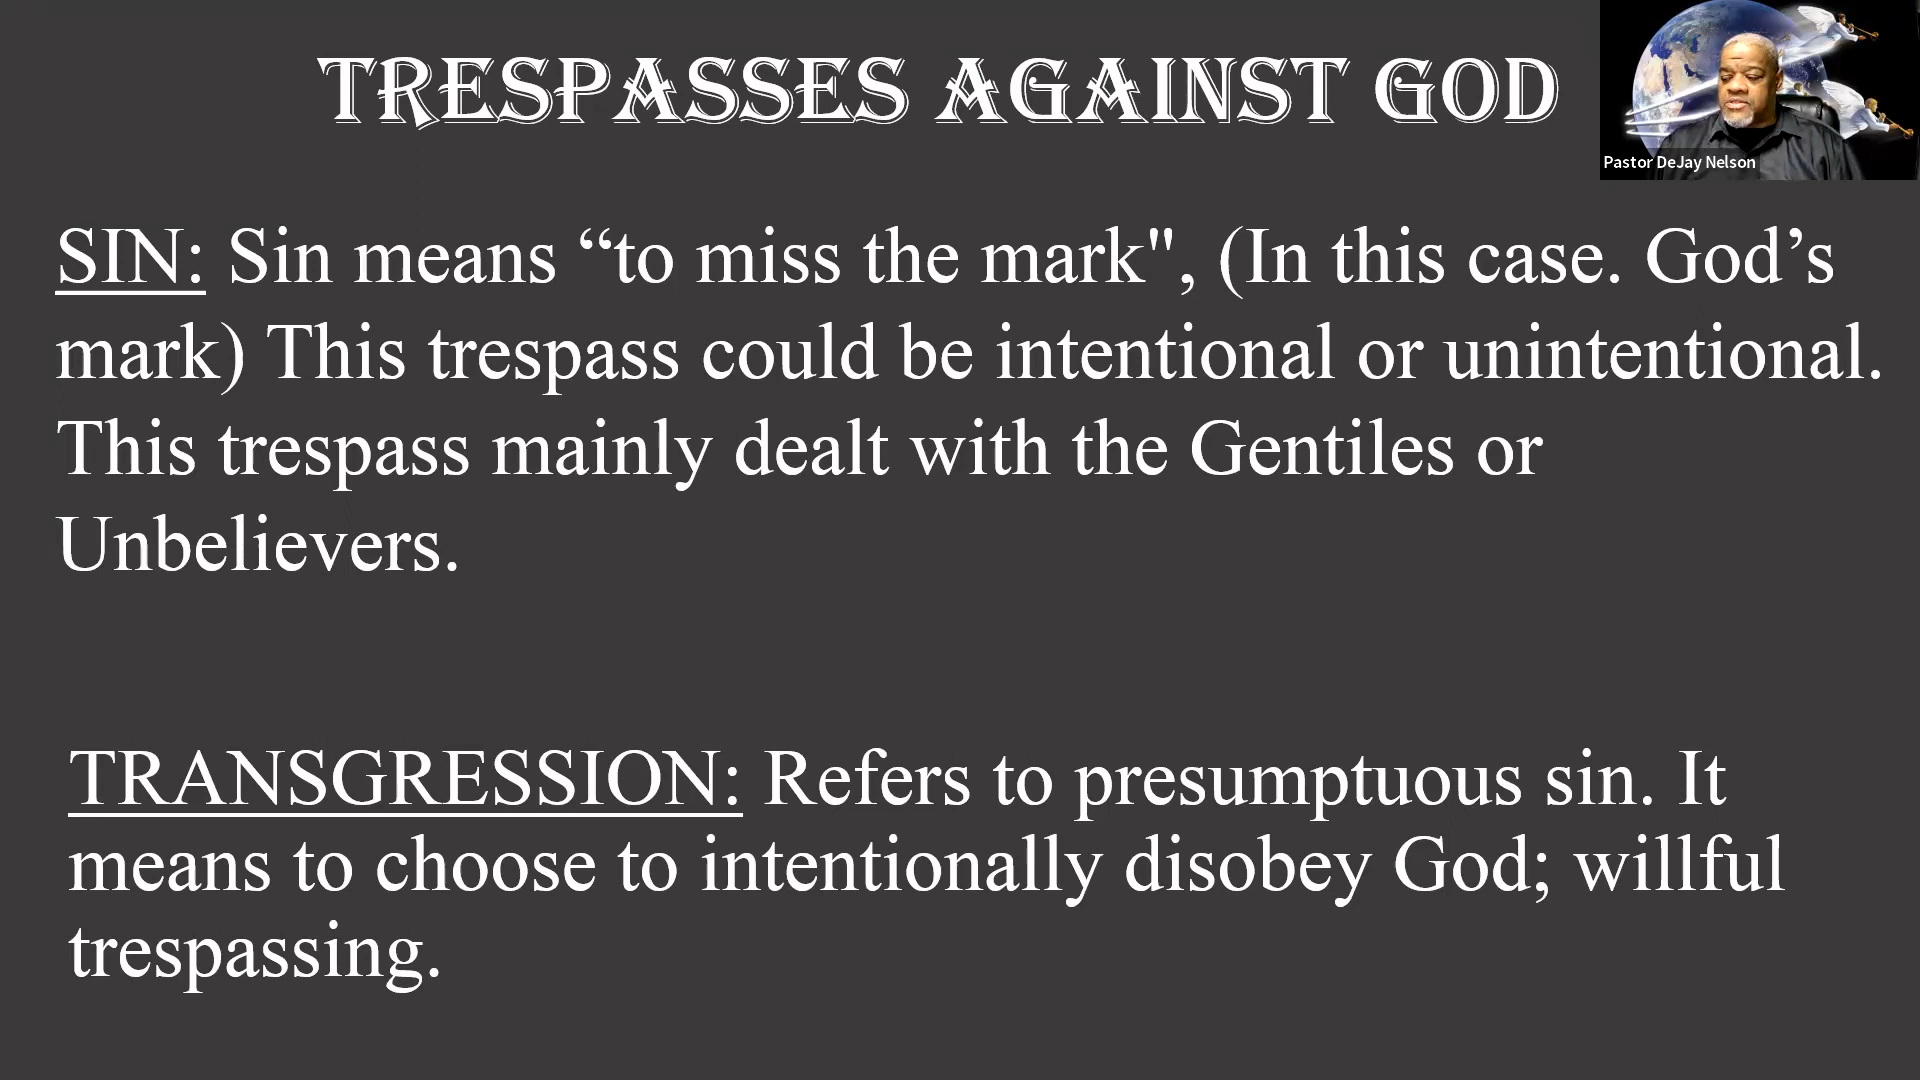 TRESPASSES AGAINST GOD
Pastor DeJay Nelson
SIN: Sin means “to miss the mark", (In this case. God’s
mark) This trespass could be intentional or unintentional.
This trespass mainly dealt with the Gentiles or
Unbelievers.
TRANSGRESSION: Refers to presumptuous sin. It
means to choose to intentionally disobey God; willful
trespassing.